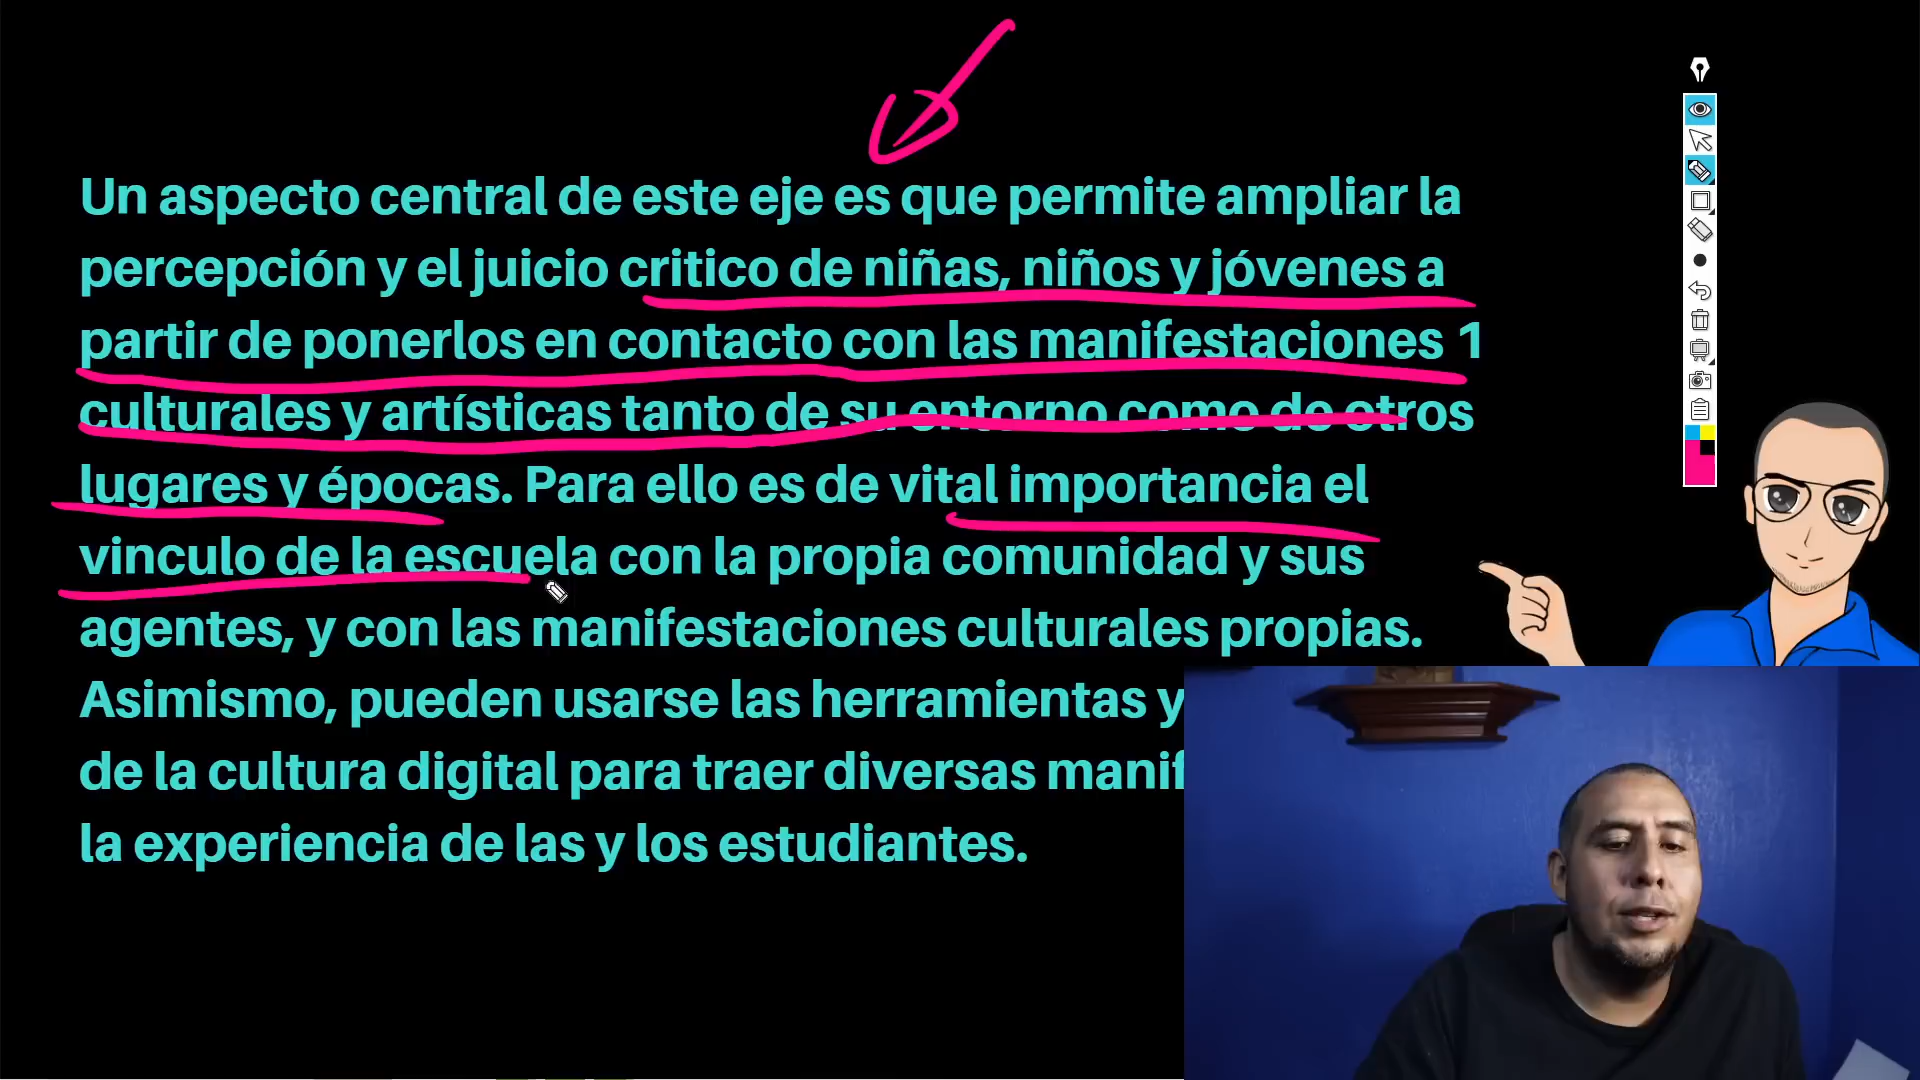 Un aspecto central de este eje es que permite ampliar la
percepción y el juicio critico de niñas, niños y jóvenes a
partir de ponerlos en contacto con las manifestaciones 1
culturales y artísticas tanto de su entorno como de otros
lugares y épocas. Para ello es de vital importancia el
vinculo de la escuela con la propia comunidad y sus
agentes, y con las manifestaciones culturales propias.
Asimismo, pueden usarse las herramientas y
de la cultura digital para traer diversas
la experiencia de las y los estudiantes.